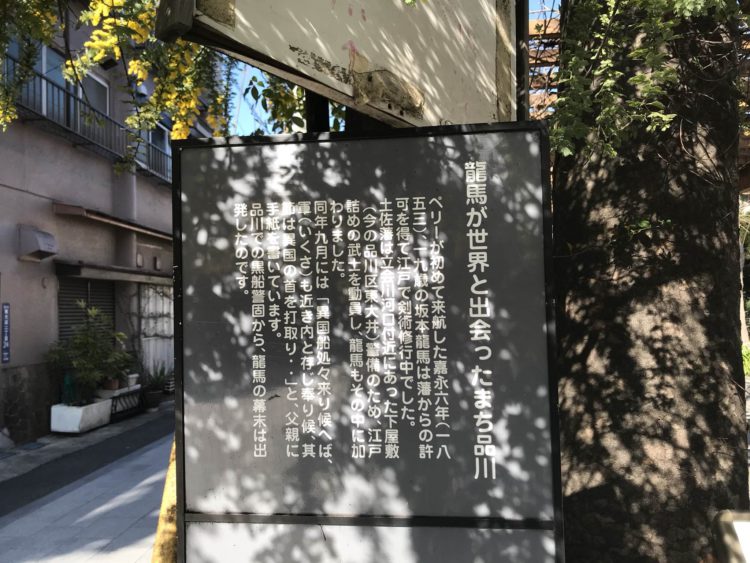 龍馬が世界と出会ったまち品川
ペリーが初めて来航した嘉永六年(一八
五三)、一九歳の坂本龍馬は藩からの許
可を得て江戸で剣術修行中でした。
土佐藩は立会川河口付近にあった下屋敷
(今の品川区東大井)警備のため、江戸
詰めの武士を動員し、龍馬もその中に加
わりました。
同年九月には「異国船処々来り候へば、
軍(いくさ)も近き内と存し奉り候、其
節は異国の首を打取り・・」と、父親に
手紙を書いています。
品川での黒船警固から、龍馬の幕末は出
発したのです。